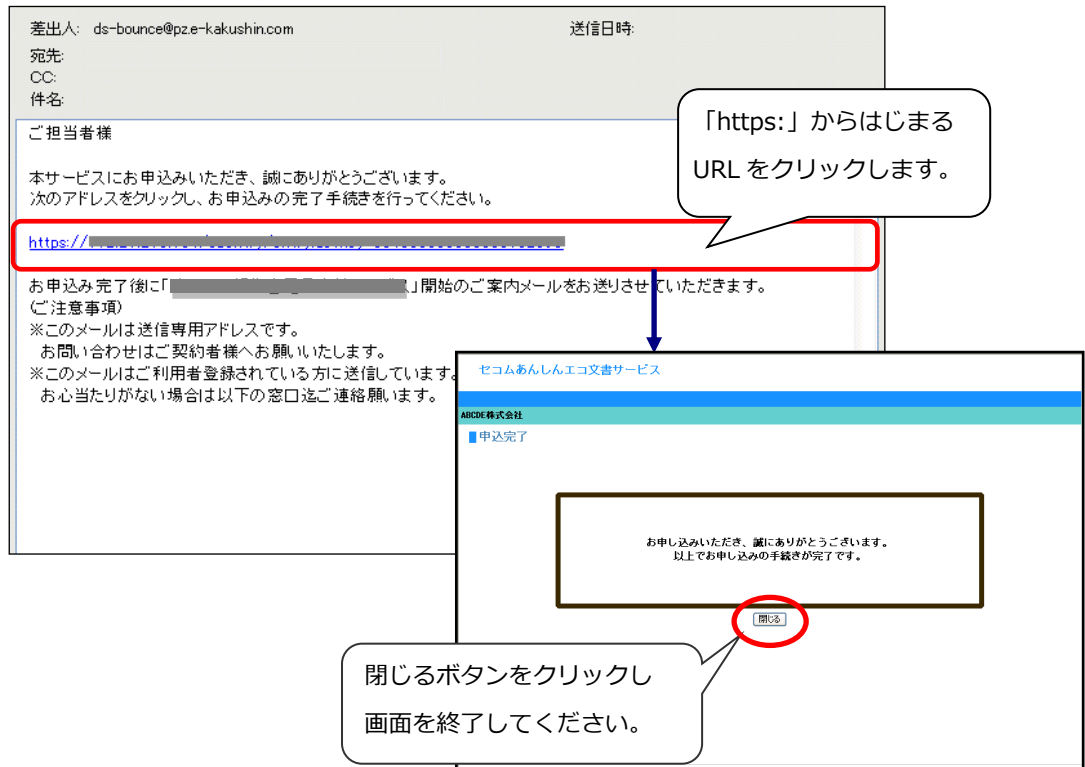 差出人: ds-bounce@pz.e-kakushin.com 送信日時:
宛先:
CC:
件名:
「https:」からはじまる
URL をクリックします。
ご担当者様
本サービスにお申込みいただき、誠にありがとうございます。
次のアドレスをクリックし、お申込みの完了手続きを行ってください。
https://
お申込み完了後に「 」開始のご案内メールをお送りさせていただきます。
(ご注意事項)
※このメールは送信専用アドレスです。
お問い合わせはご契約者様へお願いいたします。
※このメールはご利用者登録されている方に送信しています。
お心当たりがない場合は以下の窓口迄ご連絡願います。
セコムあんしんエコ文書サービス
ABCDE株式会社
申込完了
お申し込みいただき、誠にありがとうございます。
以上でお申し込みの手続きが完了です。
閉じる
閉じるボタンをクリックし
画面を終了してください。